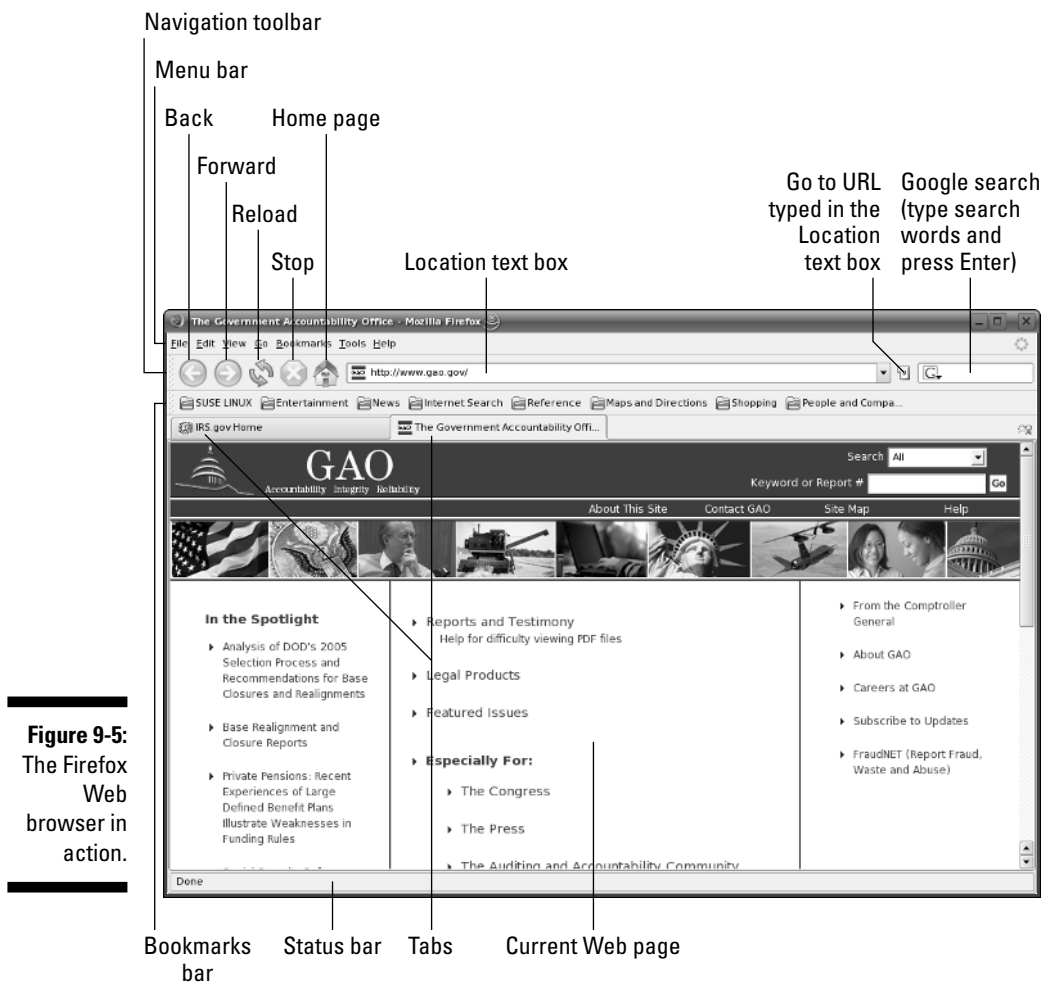 Navigation toolbar
Menu bar
Back
Home page
Forward
Reload
Stop
Location text box
Go to URL
typed in the
Location
text box
Google search
(type search
words and
press Enter)
The Government Accountability Office - Mozilla Firefox
File Edit View Go Bookmarks Tools Help
http://www.gao.gov/
G
SUSE LINUX Entertainment News Internet Search Reference Maps and Directions Shopping People and Compa...
IRS.gov Home
The Government Accountability Offi...
GAO
Accountability Integrity Reliability
Search All
Keyword or Report # Go
About This Site Contact GAO Site Map Help
In the Spotlight
Analysis of DOD's 2005
Selection Process and
Recommendations for Base
Closures and Realignments
Base Realignment and
Closure Reports
Private Pensions: Recent
Experiences of Large
Defined Benefit Plans
Illustrate Weaknesses in
Funding Rules
Reports and Testimony
Help for difficulty viewing PDF files
Legal Products
Featured Issues
Especially For:
The Congress
The Press
The Auditing and Accountability Community
From the Comptroller
General
About GAO
Careers at GAO
Subscribe to Updates
FraudNET (Report Fraud,
Waste and Abuse)
Done
Figure 9-5:
The Firefox
Web
browser in
action.
Bookmarks
bar
Status bar
Tabs
Current Web page